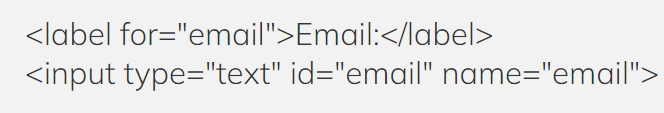 <label for="email">Email:</label>
<input type="text" id="email" name="email">